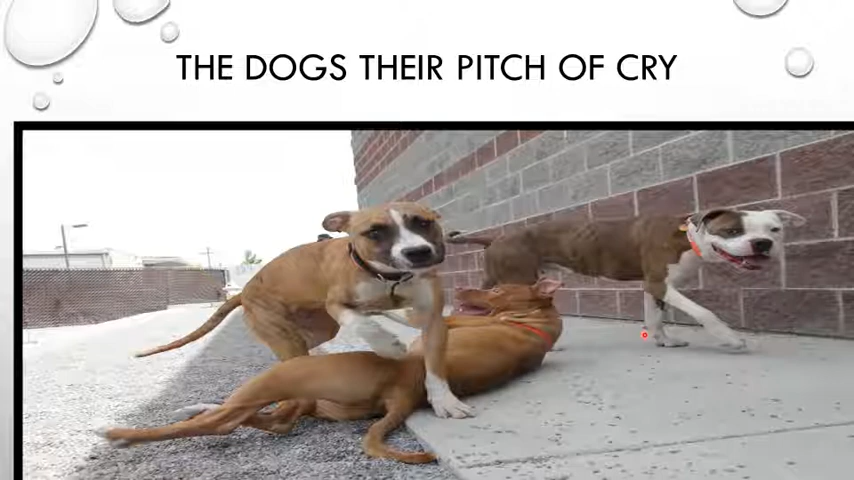 THE DOGS THEIR PITCH OF CRY